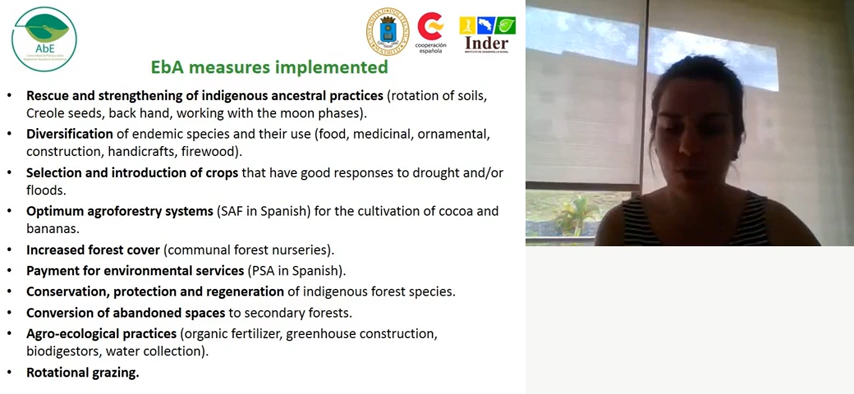 AbE
cooperación
española
Inder
EbA measures implemented
• Rescue and strengthening of indigenous ancestral practices (rotation of soils,
Creole seeds, back hand, working with the moon phases).
• Diversification of endemic species and their use (food, medicinal, ornamental,
construction, handicrafts, firewood).
• Selection and introduction of crops that have good responses to drought and/or
floods.
• Optimum agroforestry systems (SAF in Spanish) for the cultivation of cocoa and
bananas.
• Increased forest cover (communal forest nurseries).
• Payment for environmental services (PSA in Spanish).
• Conservation, protection and regeneration of indigenous forest species.
• Conversion of abandoned spaces to secondary forests.
• Agro-ecological practices (organic fertilizer, greenhouse construction,
biodigestors, water collection).
• Rotational grazing.